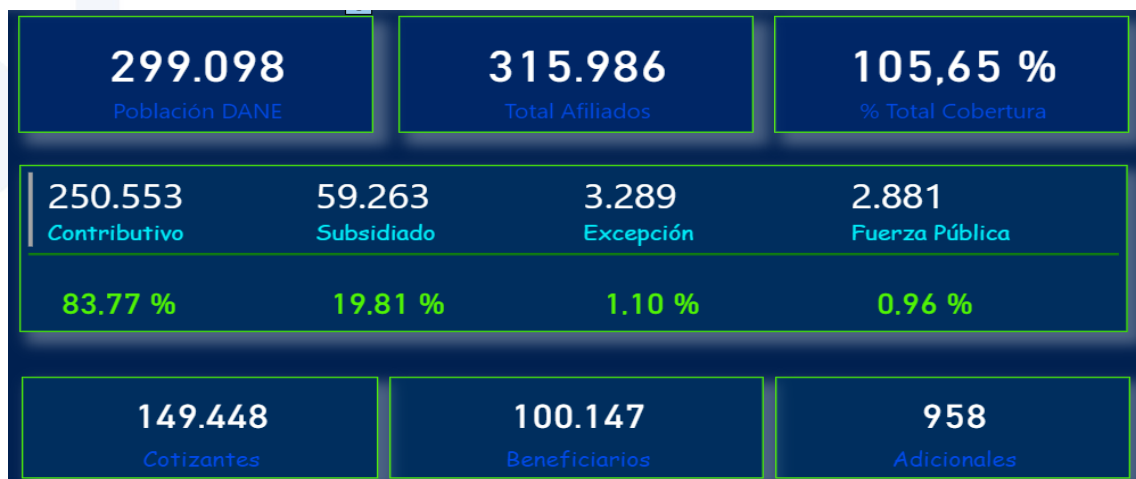 299.098 315.986 105,65 %
Población DANE Total Afiliados % Total Cobertura
250.553 59.263 3.289 2.881
Contributivo Subsidiado Excepción Fuerza Pública
83.77 % 19.81 % 1.10 % 0.96 %
149.448 100.147 958
Cotizantes Beneficiarios Adicionales